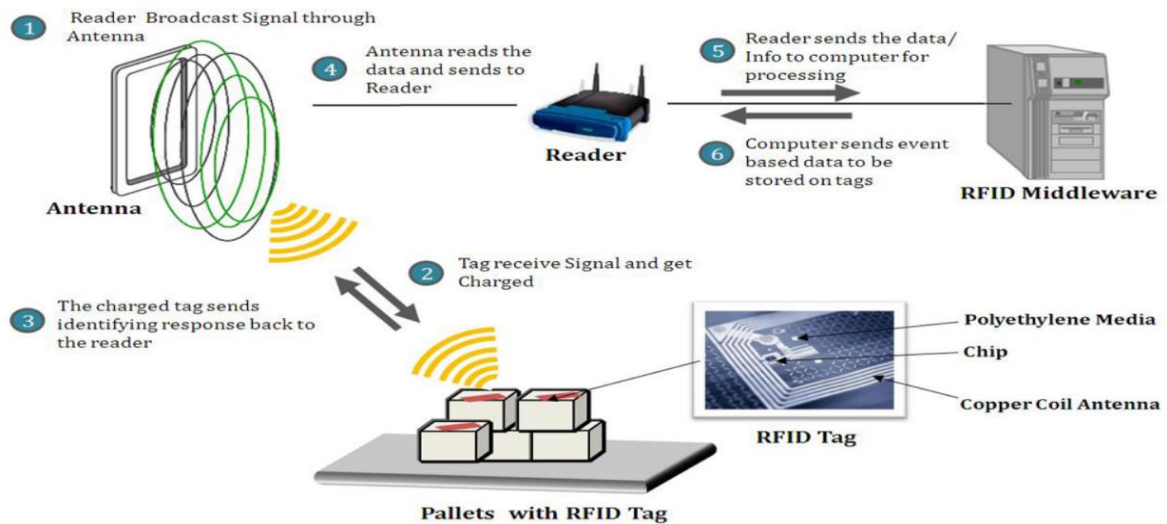 1
Reader Broadcast Signal through
Antenna
4
Antenna reads the
data and sends to
Reader
5
Reader sends the data/
Info to computer for
processing
Reader
6
Computer sends event
based data to be
stored on tags
RFID Middleware
Antenna
2
Tag receive Signal and get
Charged
3
The charged tag sends
identifying response back to
the reader
Polyethylene Media
Chip
Copper Coil Antenna
RFID Tag
Pallets with RFID Tag